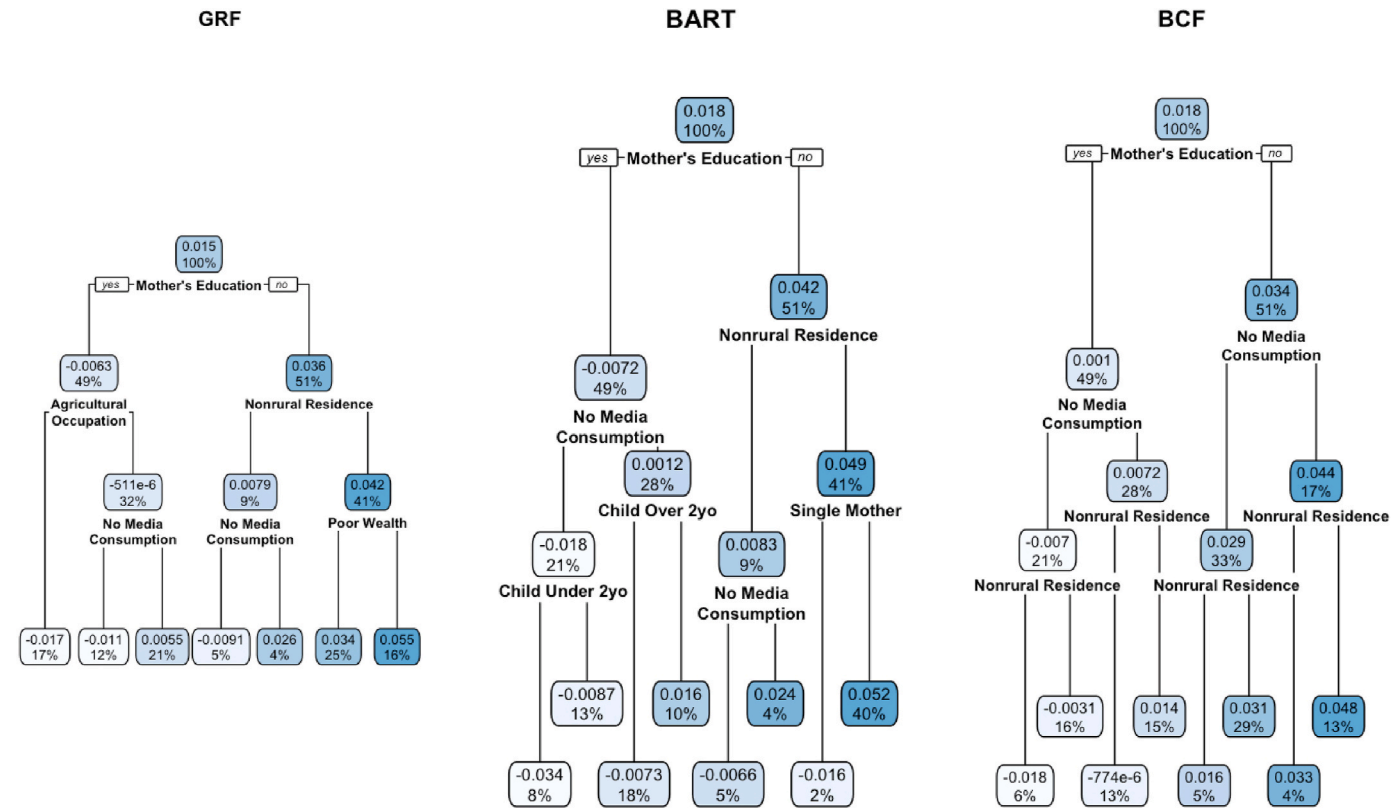 GRF
0.015
100%
yes Mother's Education no
-0.0063
49%
Agricultural
Occupation
0.036
51%
Nonrural Residence
-511e-6
32%
No Media
Consumption
0.0079
9%
No Media
Consumption
0.042
41%
Poor Wealth
-0.017
17%
-0.011
12%
0.0055
21%
-0.0091
5%
0.026
4%
0.034
25%
0.055
16%
BART
0.018
100%
yes Mother's Education no
0.042
51%
Nonrural Residence
-0.0072
49%
No Media
Consumption
0.0012
28%
Child Over 2yo
0.049
41%
Single Mother
-0.018
21%
Child Under 2yo
0.0083
9%
No Media
Consumption
-0.0087
13%
0.016
10%
0.024
4%
0.052
40%
-0.034
8%
-0.0073
18%
-0.0066
5%
-0.016
2%
BCF
0.018
100%
yes Mother's Education no
0.034
51%
No Media
Consumption
0.001
49%
No Media
Consumption
0.0072
28%
Nonrural Residence
0.044
17%
Nonrural Residence
-0.007
21%
Nonrural Residence
0.029
33%
Nonrural Residence
-0.0031
16%
0.014
15%
0.031
29%
0.048
13%
-0.018
6%
-774e-6
13%
0.016
5%
0.033
4%